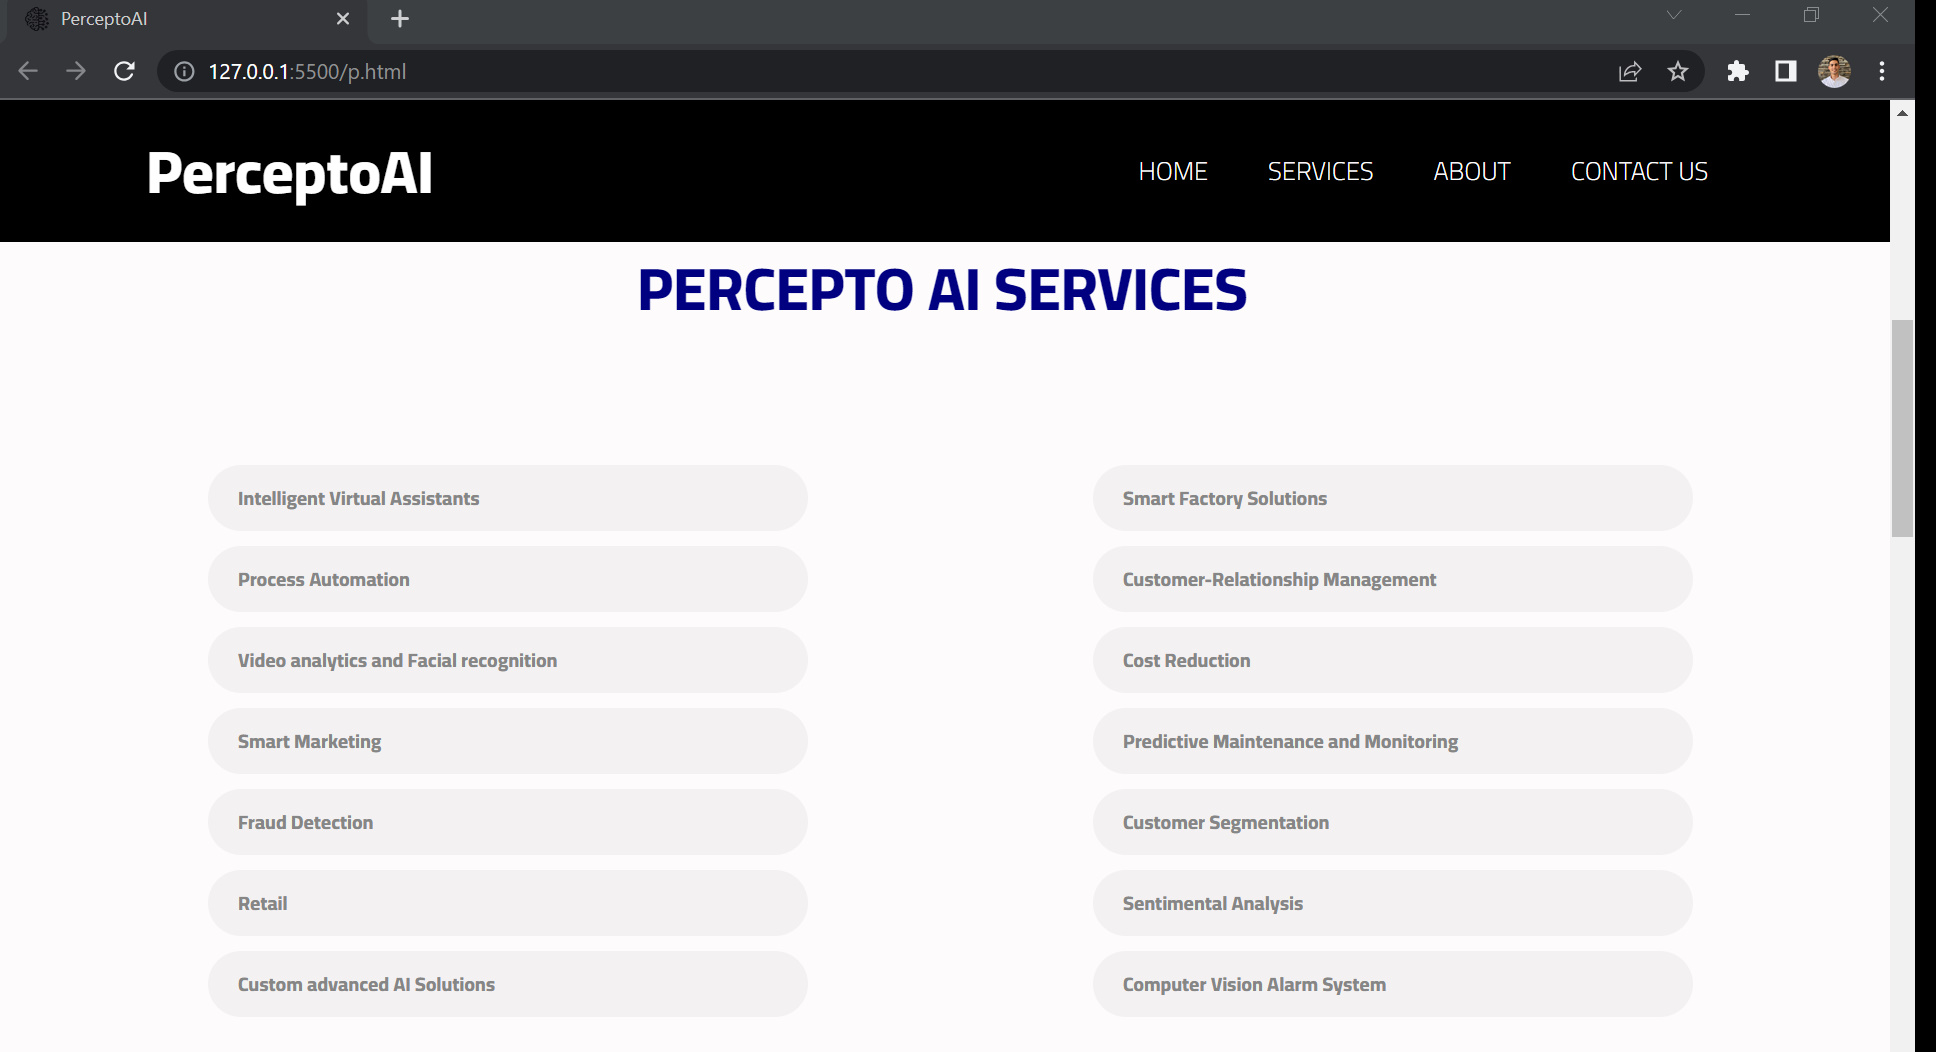 PerceptoAI
127.0.0.1:5500/p.html
PerceptoAI
HOME SERVICES ABOUT CONTACT US
PERCEPTO AI SERVICES
Intelligent Virtual Assistants
Process Automation
Video analytics and Facial recognition
Smart Marketing
Fraud Detection
Retail
Custom advanced AI Solutions
Smart Factory Solutions
Customer-Relationship Management
Cost Reduction
Predictive Maintenance and Monitoring
Customer Segmentation
Sentimental Analysis
Computer Vision Alarm System